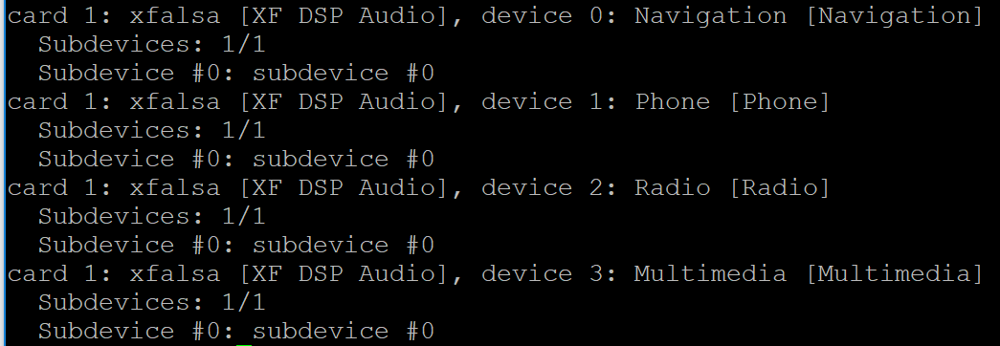 card 1: xfalsa [XF DSP Audio], device 0: Navigation [Navigation]
  Subdevices: 1/1
  Subdevice #0: subdevice #0
card 1: xfalsa [XF DSP Audio], device 1: Phone [Phone]
  Subdevices: 1/1
  Subdevice #0: subdevice #0
card 1: xfalsa [XF DSP Audio], device 2: Radio [Radio]
  Subdevices: 1/1
  Subdevice #0: subdevice #0
card 1: xfalsa [XF DSP Audio], device 3: Multimedia [Multimedia]
  Subdevices: 1/1
  Subdevice #0: subdevice #0